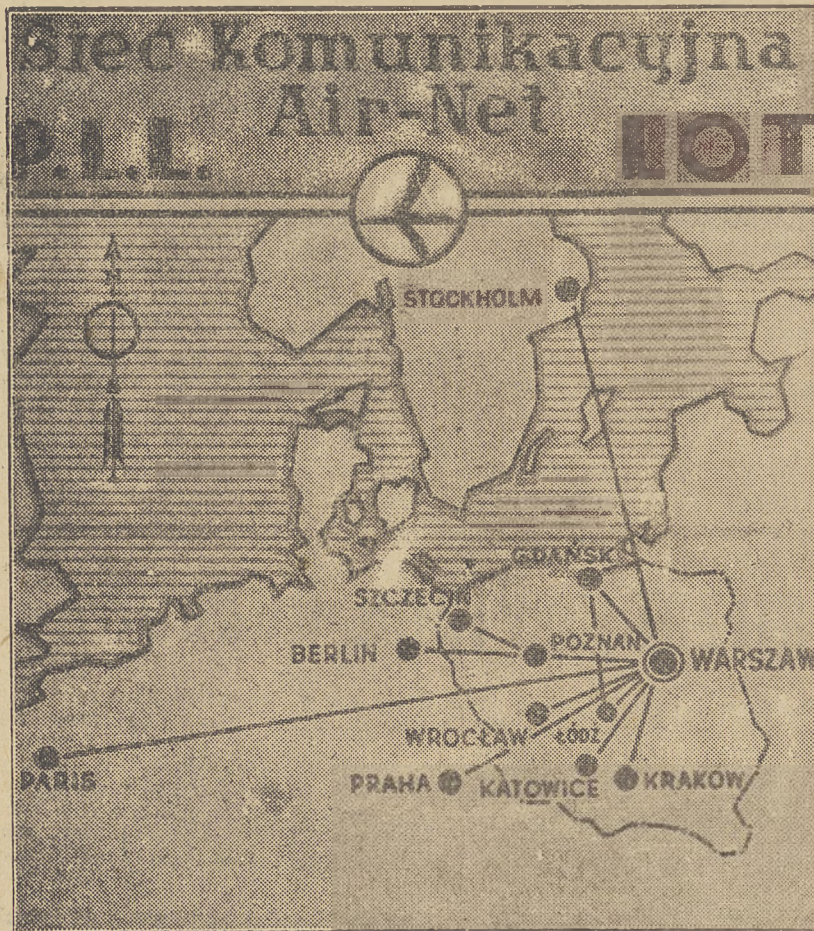 Sieć Komunikacyjna
Air-Net
P.L.L. LOT
N
STOCKHOLM
GDAŃSK
SZCZECIN
BERLIN
POZNAŃ
WARSZAW
WROCŁAW
ŁÓDŹ
PARIS
PRAHA
KATOWICE
KRAKÓW